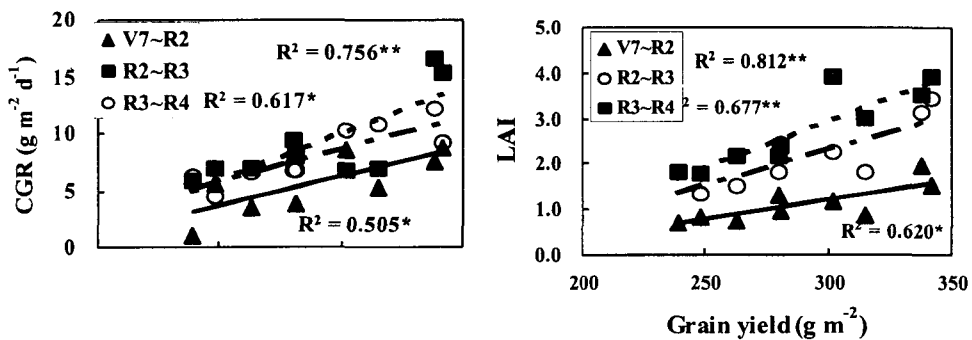 20
15
10
5
0
CGR (g m-2 d-1)
V7~R2
R2~R3
R3~R4
R² = 0.756**
R² = 0.617*
R² = 0.505*
5.0
4.0
3.0
2.0
1.0
0.0
LAI
V7~R2
R2~R3
R3~R4
R² = 0.812**
² = 0.677**
R² = 0.620*
200 250 300 350
Grain yield (g m-2)